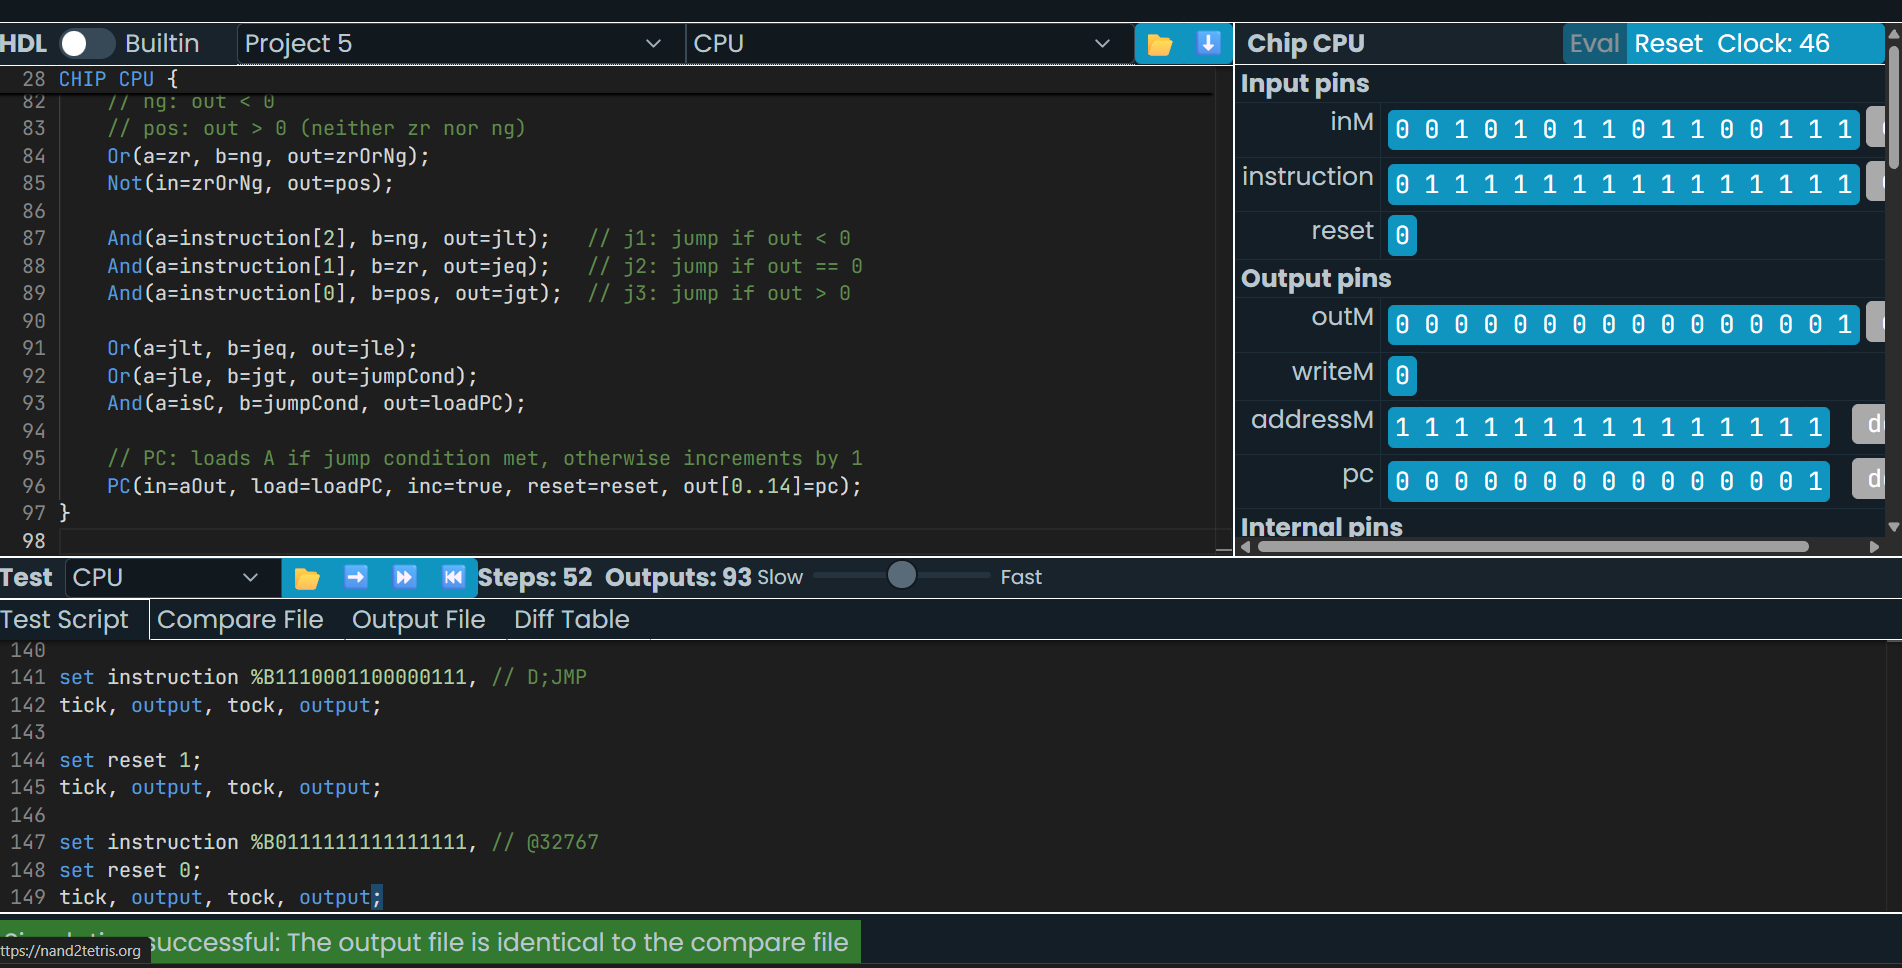 HDL Builtin Project 5 CPU
28 CHIP CPU {
82 // ng: out < 0
83 // pos: out > 0 (neither zr nor ng)
84 Or(a=zr, b=ng, out=zrOrNg);
85 Not(in=zrOrNg, out=pos);
86
87 And(a=instruction[2], b=ng, out=jlt); // j1: jump if out < 0
88 And(a=instruction[1], b=zr, out=jeq); // j2: jump if out == 0
89 And(a=instruction[0], b=pos, out=jgt); // j3: jump if out > 0
90
91 Or(a=jlt, b=jeq, out=jle);
92 Or(a=jle, b=jgt, out=jumpCond);
93 And(a=isC, b=jumpCond, out=loadPC);
94
95 // PC: loads A if jump condition met, otherwise increments by 1
96 PC(in=aOut, load=loadPC, inc=true, reset=reset, out[0..14]=pc);
97 }
98
Chip CPU Eval Reset Clock: 46
Input pins
inM 0 0 1 0 1 0 1 1 0 1 1 0 0 1 1 1
instruction 0 1 1 1 1 1 1 1 1 1 1 1 1 1 1 1
reset 0
Output pins
outM 0 0 0 0 0 0 0 0 0 0 0 0 0 0 0 1
writeM 0
addressM 1 1 1 1 1 1 1 1 1 1 1 1 1 1 1 d
pc 0 0 0 0 0 0 0 0 0 0 0 0 0 0 1 d
Internal pins
Test CPU Steps: 52 Outputs: 93 Slow Fast
Test Script Compare File Output File Diff Table
140
141 set instruction %B1110001100000111, // D;JMP
142 tick, output, tock, output;
143
144 set reset 1;
145 tick, output, tock, output;
146
147 set instruction %B0111111111111111, // @32767
148 set reset 0;
149 tick, output, tock, output;
successful: The output file is identical to the compare file
ttps://nand2tetris.org